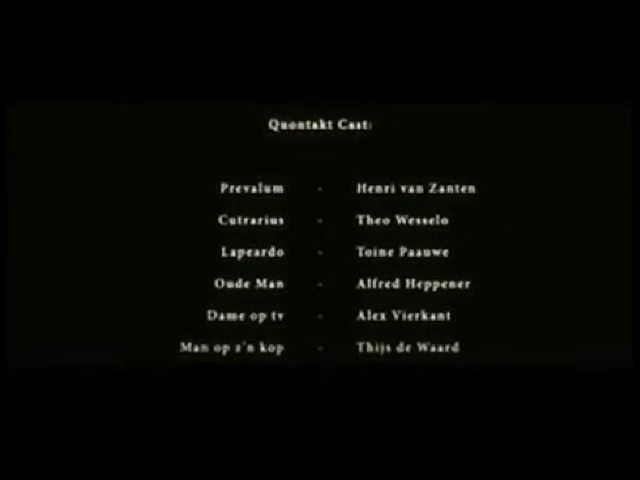 Quontakt Cast:
Prevalum - Henri van Zanten
Cutrarius - Theo Wesselo
Lapeardo - Toine Paauwe
Oude Man - Alfred Heppener
Dame op tv - Alex Vierkant
Man op z'n kop - Thijs de Waard